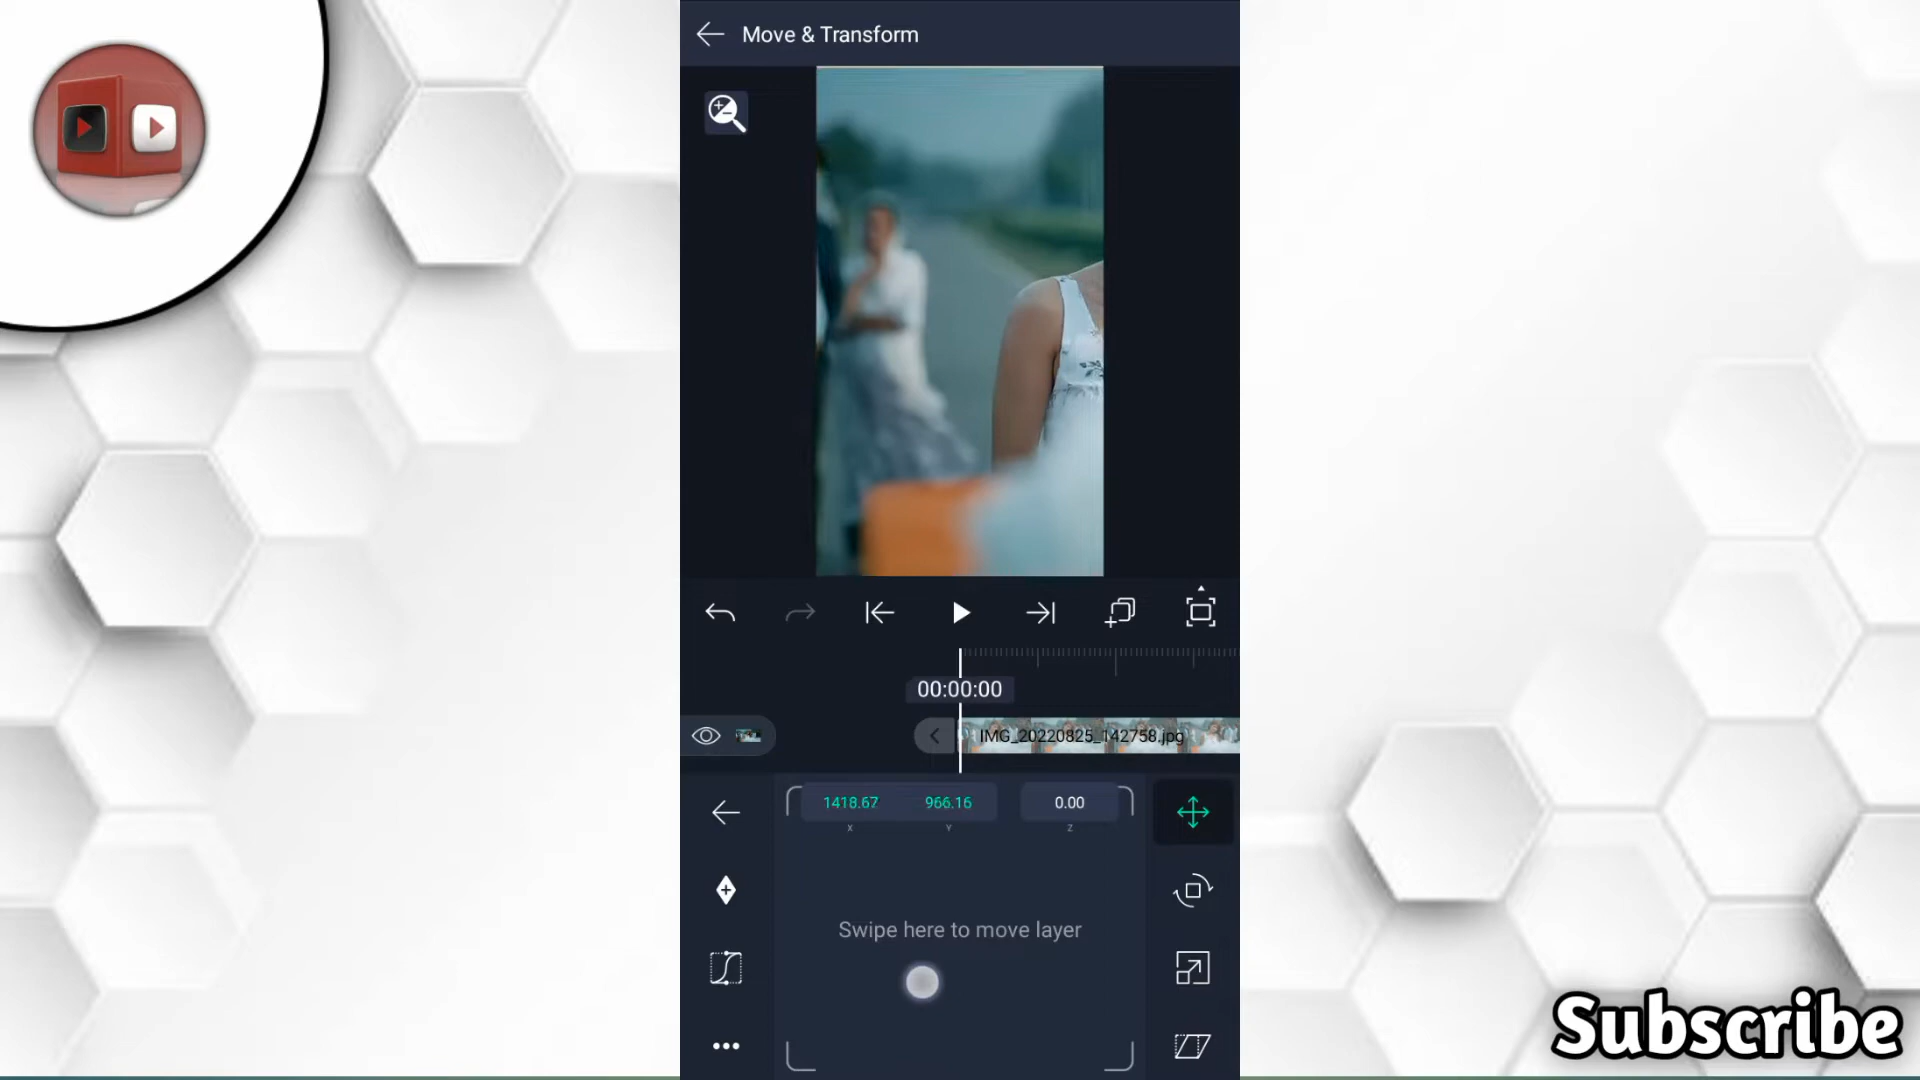 Move & Transform
00:00:00
IMG_20220825_142758.jpg
1418.67 966.16 0.00
X Y Z
Swipe here to move layer
Subscribe